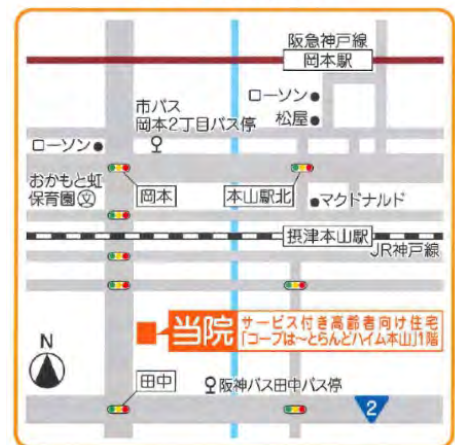 阪急神戸線
岡本駅
ローソン
松屋
市バス
岡本2丁目バス停
ローソン
おかもと虹
保育園
文
岡本
本山駅北
マクドナルド
摂津本山駅
JR神戸線
当院
サービス付き高齢者向け住宅
「コープは〜とらんどハイム本山」1階
N
田中
阪神バス田中バス停
2